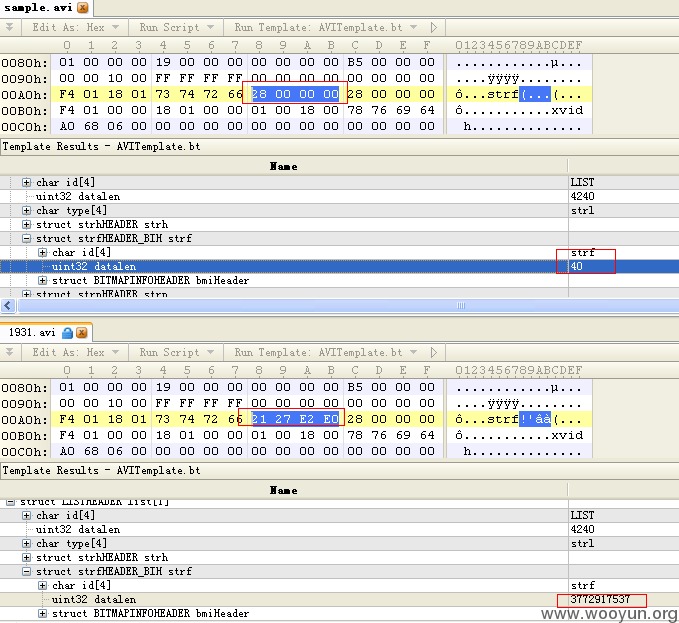 sample.avi
Edit As: Hex Run Script Run Template: AVITemplate.bt
0 1 2 3 4 5 6 7 8 9 A B C D E F 0123456789ABCDEF
0080h: 01 00 00 00 19 00 00 00 00 00 00 00 B5 00 00 00 ............µ...
0090h: 00 00 10 00 FF FF FF FF 00 00 00 00 00 00 00 00 ....ÿÿÿÿ........
00A0h: F4 01 18 01 73 74 72 66 28 00 00 00 28 00 00 00 ô...strf(...(...
00B0h: F4 01 00 00 18 01 00 00 01 00 18 00 78 76 69 64 ô...........xvid
00C0h: A0 68 06 00 00 00 00 00 00 00 00 00 00 00 00 00  h..............
Template Results - AVITemplate.bt
Name
char id[4] LIST
uint32 datalen 4240
char type[4] strl
struct strhHEADER strh
struct strfHEADER_BIH strf
char id[4] strf
uint32 datalen 40
struct BITMAPINFOHEADER bmiHeader
struct strnHEADER strn
1931.avi
Edit As: Hex Run Script Run Template: AVITemplate.bt
0 1 2 3 4 5 6 7 8 9 A B C D E F 0123456789ABCDEF
0080h: 01 00 00 00 19 00 00 00 00 00 00 00 B5 00 00 00 ............µ...
0090h: 00 00 10 00 FF FF FF FF 00 00 00 00 00 00 00 00 ....ÿÿÿÿ........
00A0h: F4 01 18 01 73 74 72 66 21 27 E2 E0 28 00 00 00 ô...strf!'âà(...
00B0h: F4 01 00 00 18 01 00 00 01 00 18 00 78 76 69 64 ô...........xvid
00C0h: A0 68 06 00 00 00 00 00 00 00 00 00 00 00 00 00  h..............
Template Results - AVITemplate.bt
Name
struct LISTHEADER list[1]
char id[4] LIST
uint32 datalen 4240
char type[4] strl
struct strhHEADER strh
struct strfHEADER_BIH strf
char id[4] strf
uint32 datalen 3772917537
struct BITMAPINFOHEADER bmiHeader
www.wooyun.org